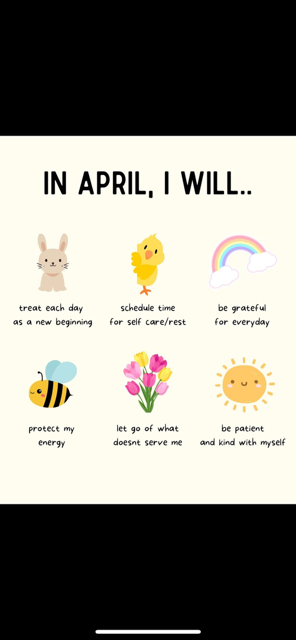 IN APRIL, I WILL..
treat each day
as a new beginning
schedule time
for self care/rest
be grateful
for everyday
protect my
energy
let go of what
doesnt serve me
be patient
and kind with myself